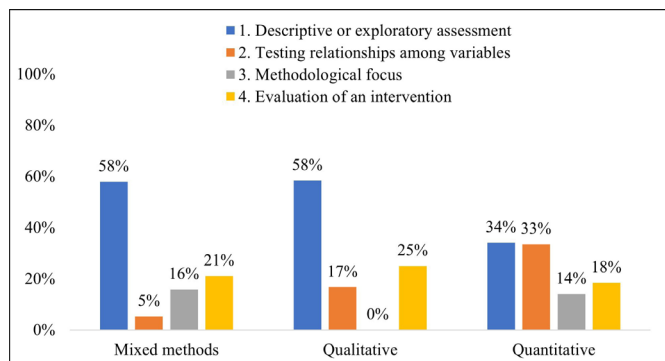 1. Descriptive or exploratory assessment
2. Testing relationships among variables
3. Methodological focus
4. Evaluation of an intervention
100%
80%
60%
40%
20%
0%
58%
5%
16%
21%
58%
17%
0%
25%
34%
33%
14%
18%
Mixed methods
Qualitative
Quantitative